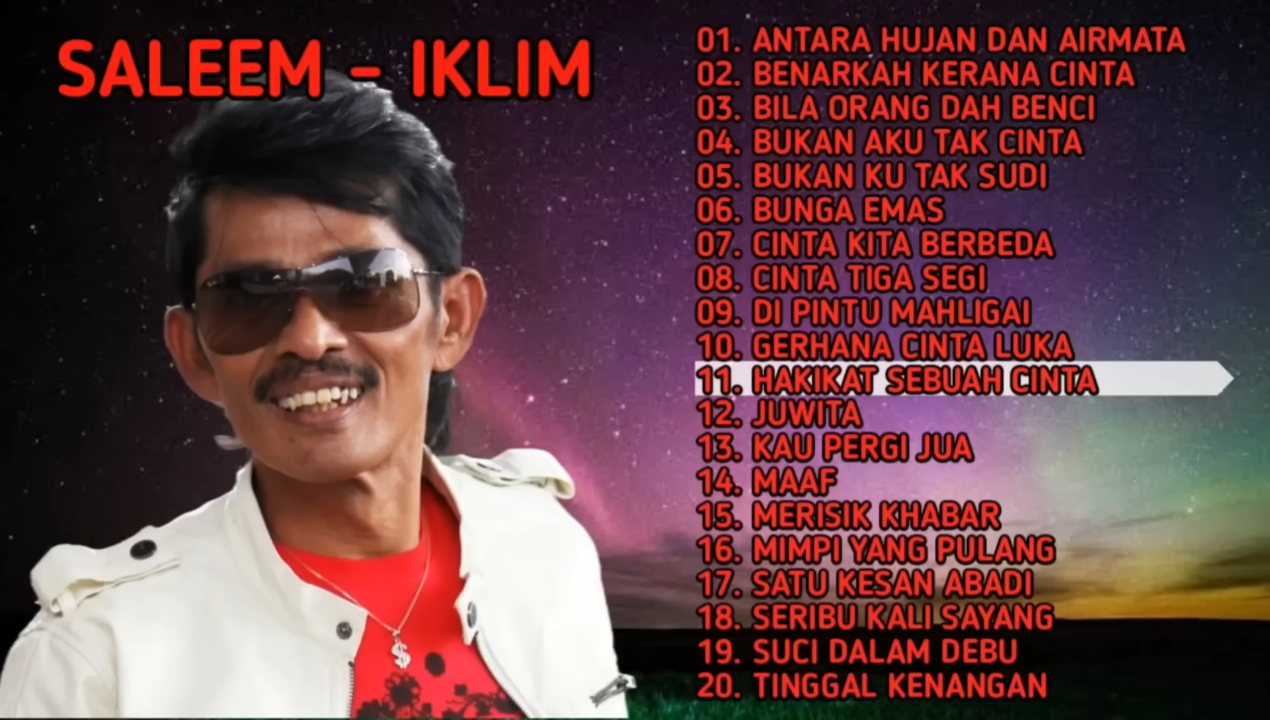 SALEEM - IKLIM
01. ANTARA HUJAN DAN AIRMATA
02. BENARKAH KERANA CINTA
03. BILA ORANG DAH BENCI
04. BUKAN AKU TAK CINTA
05. BUKAN KU TAK SUDI
06. BUNGA EMAS
07. CINTA KITA BERBEDA
08. CINTA TIGA SEGI
09. DI PINTU MAHLIGAI
10. GERHANA CINTA LUKA
11. HAKIKAT SEBUAH CINTA
12. JUWITA
13. KAU PERGI JUA
14. MAAF
15. MERISIK KHABAR
16. MIMPI YANG PULANG
17. SATU KESAN ABADI
18. SERIBU KALI SAYANG
19. SUCI DALAM DEBU
20. TINGGAL KENANGAN